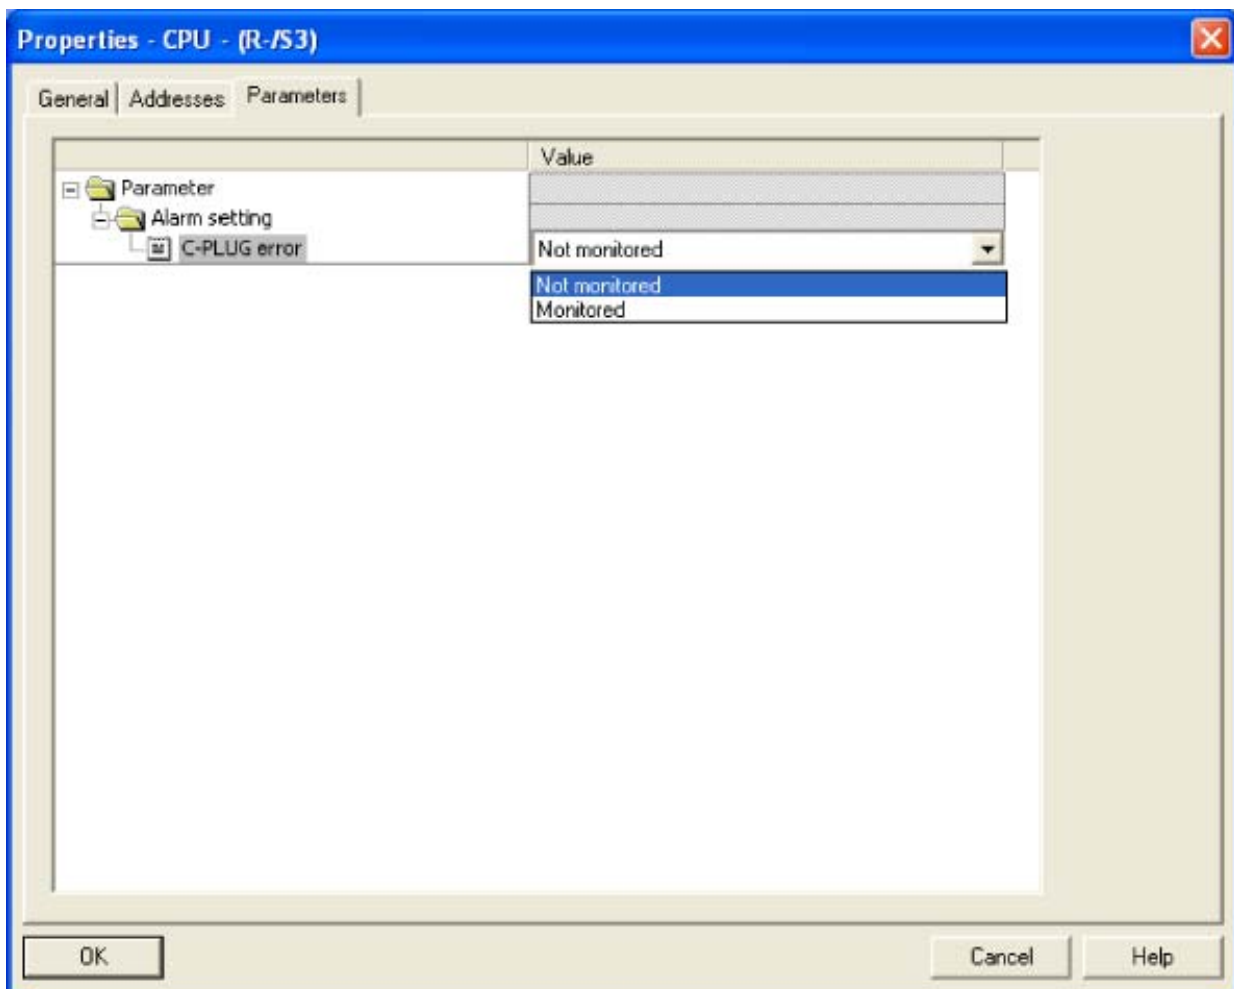 Properties - CPU - (R-/S3)
General Addresses Parameters
Value
Parameter
Alarm setting
C-PLUG error Not monitored
Not monitored
Monitored
OK Cancel Help